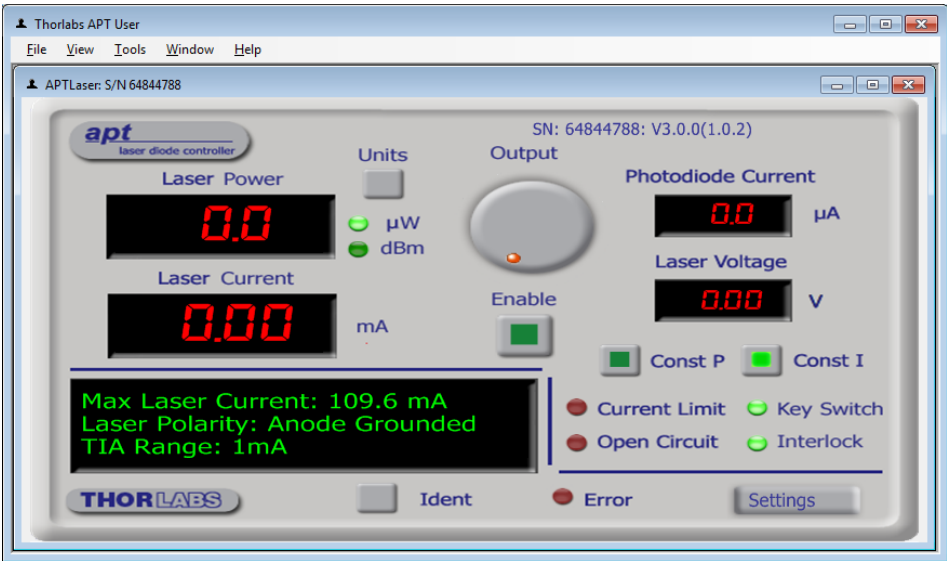 Thorlabs APT User
File View Tools Window Help
APTLaser: S/N 64844788
apt
laser diode controller
SN: 64844788: V3.0.0(1.0.2)
Units
Output
Laser Power
Photodiode Current
0.0
µW
dBm
0.0 µA
Laser Current
Laser Voltage
0.00 mA
Enable
0.00 V
Const P Const I
Max Laser Current: 109.6 mA
Laser Polarity: Anode Grounded
TIA Range: 1mA
Current Limit Key Switch
Open Circuit Interlock
THORLABS
Ident
Error
Settings